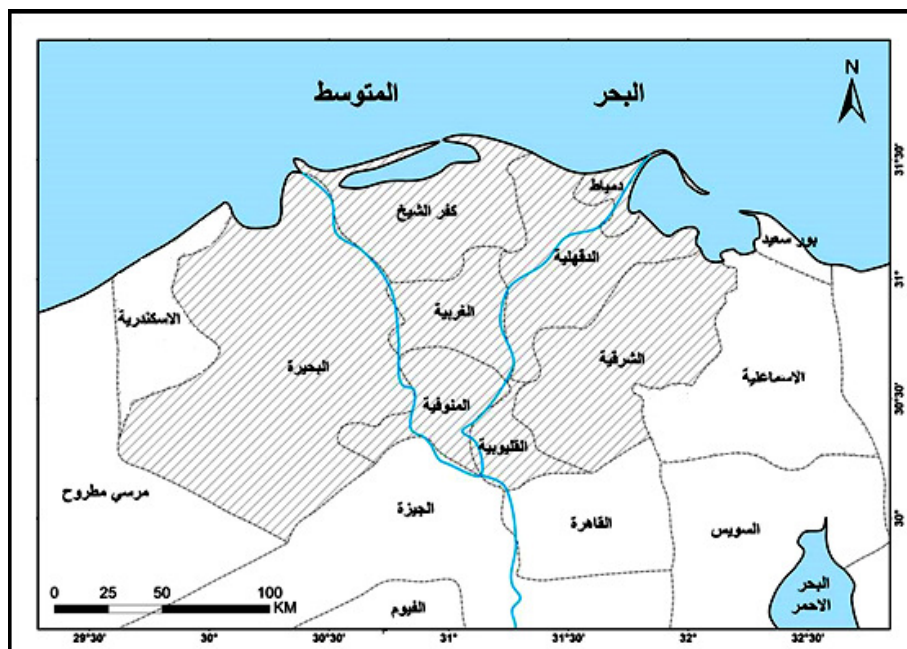 البحر المتوسط
N
دمياط
كفر الشيخ
بور سعيد
الدقهلية
الاسكندرية
الغربية
البحيرة
الشرقية
الاسماعلية
المنوفية
القليوبية
مرسي مطروح
الجيزة
القاهرة
السويس
البحر
الاحمر
الفيوم
0 25 50 100
KM
29°30'
30°
30°30'
31°
31°30'
32°
32°30'
31°30'
31°
30°30'
30°